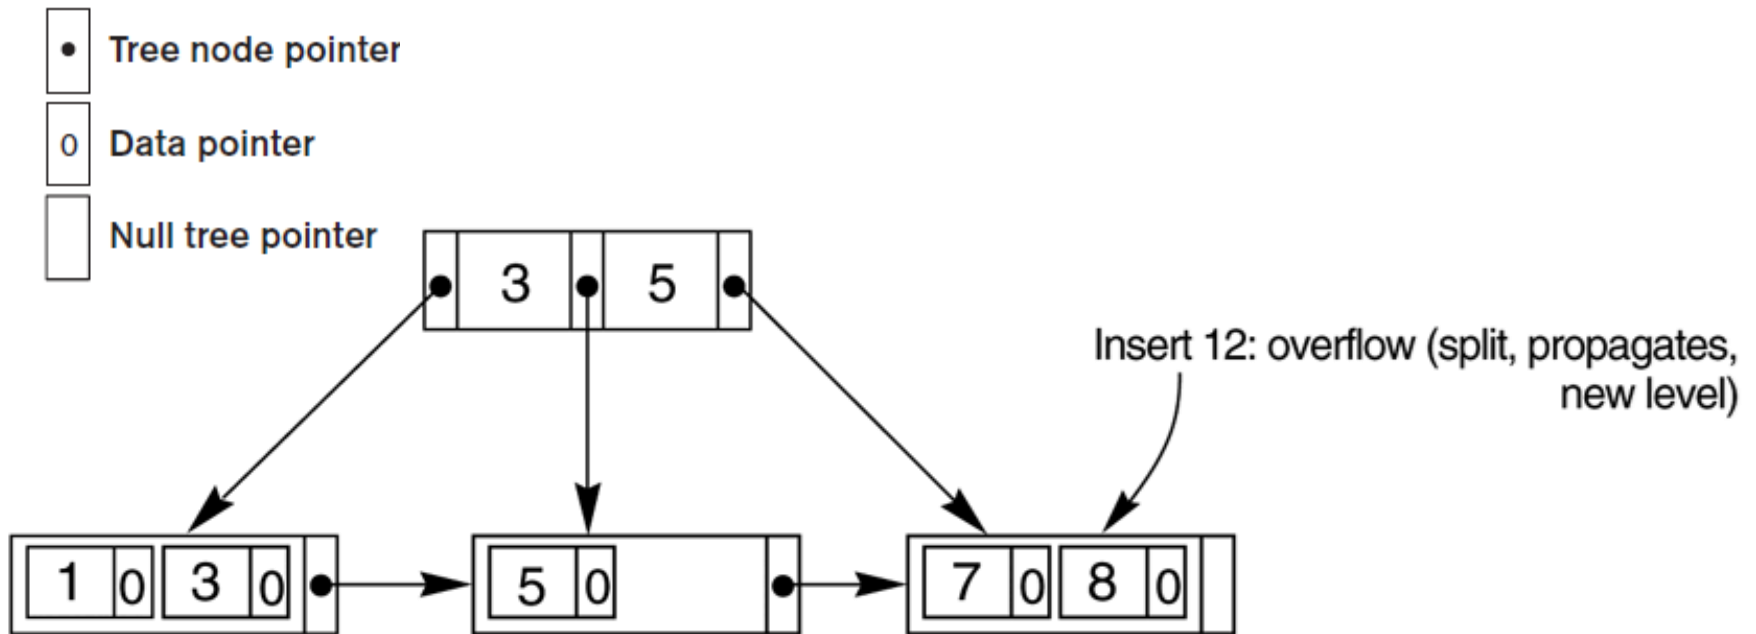 Tree node pointer
0 Data pointer
Null tree pointer
3 5
Insert 12: overflow (split, propagates,
new level)
1 0 3 0 5 0 7 0 8 0